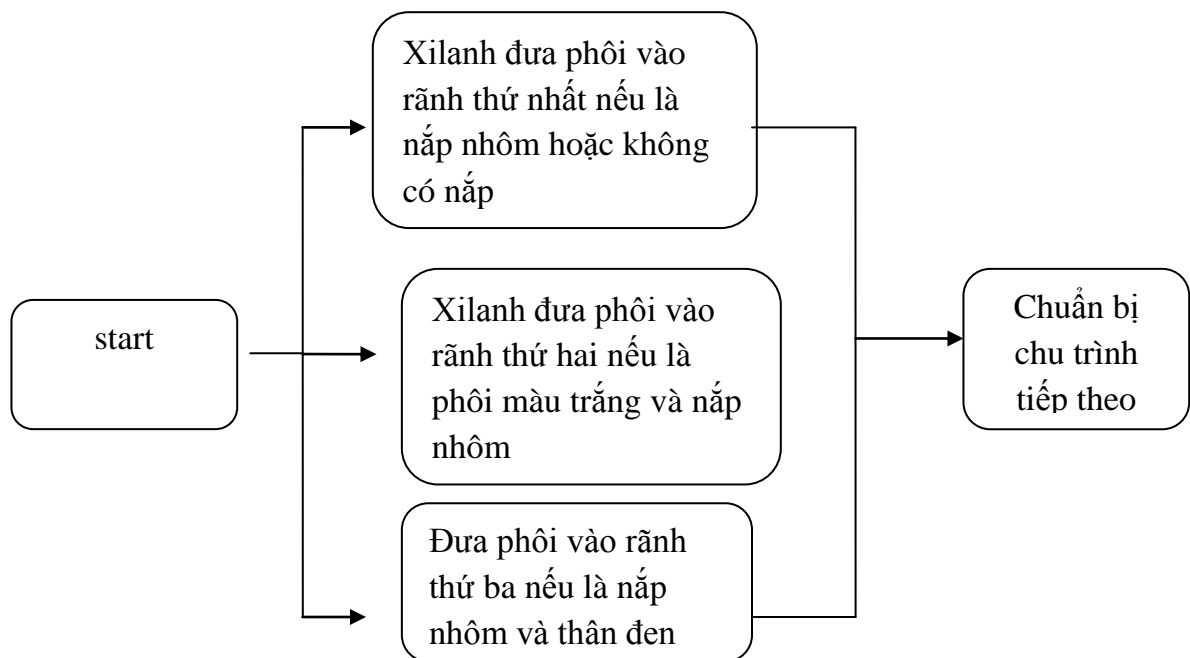 start
Xilanh đưa phôi vào
rãnh thứ nhất nếu là
nắp nhôm hoặc không
có nắp
Xilanh đưa phôi vào
rãnh thứ hai nếu là
phôi màu trắng và nắp
nhôm
Đưa phôi vào rãnh
thứ ba nếu là nắp
nhôm và thân đen
Chuẩn bị
chu trình
tiếp theo